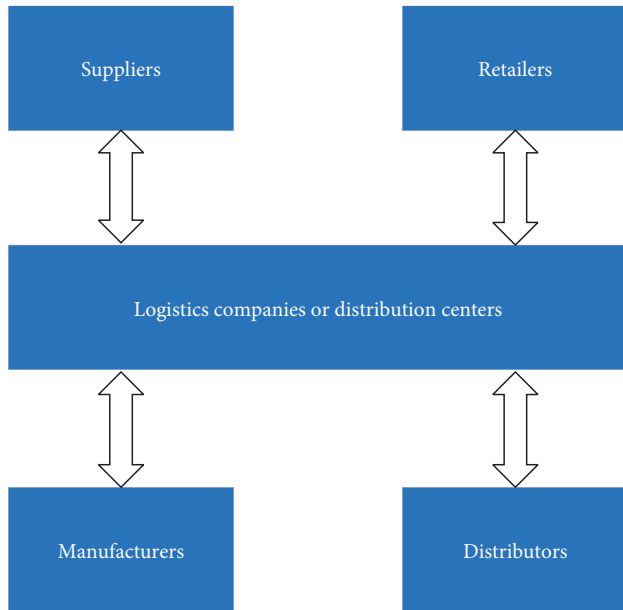 Suppliers
Retailers
Logistics companies or distribution centers
Manufacturers
Distributors